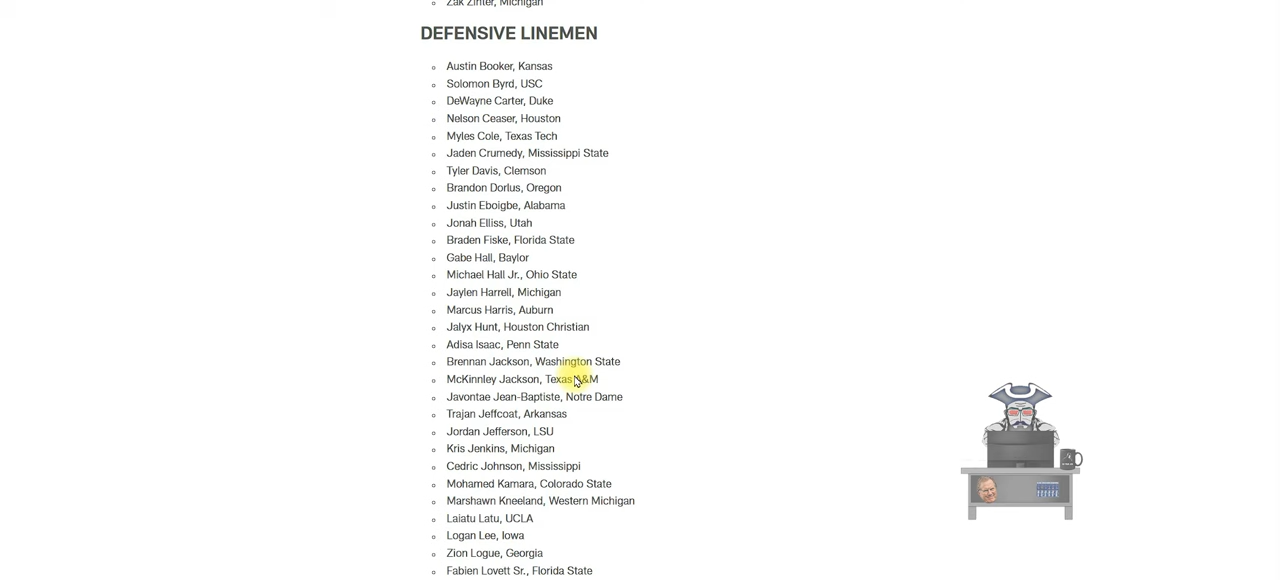 Zak Zinter, Michigan
DEFENSIVE LINEMEN
Austin Booker, Kansas
Solomon Byrd, USC
DeWayne Carter, Duke
Nelson Ceaser, Houston
Myles Cole, Texas Tech
Jaden Crumedy, Mississippi State
Tyler Davis, Clemson
Brandon Dorlus, Oregon
Justin Eboigbe, Alabama
Jonah Elliss, Utah
Braden Fiske, Florida State
Gabe Hall, Baylor
Michael Hall Jr., Ohio State
Jaylen Harrell, Michigan
Marcus Harris, Auburn
Jalyx Hunt, Houston Christian
Adisa Isaac, Penn State
Brennan Jackson, Washington State
McKinnley Jackson, Texas A&M
Javontae Jean-Baptiste, Notre Dame
Trajan Jeffcoat, Arkansas
Jordan Jefferson, LSU
Kris Jenkins, Michigan
Cedric Johnson, Mississippi
Mohamed Kamara, Colorado State
Marshawn Kneeland, Western Michigan
Laiatu Latu, UCLA
Logan Lee, Iowa
Zion Logue, Georgia
Fabien Lovett Sr., Florida State